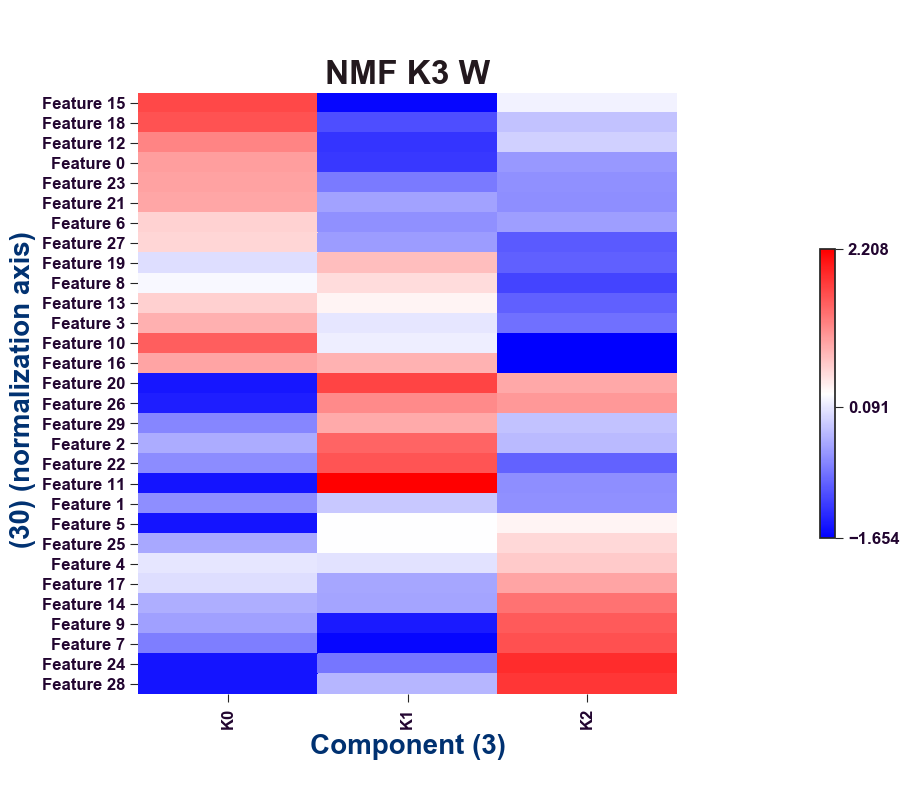 NMF K3 W
Feature 15
Feature 18
Feature 12
Feature 0
Feature 23
Feature 21
Feature 6
Feature 27
Feature 19
Feature 8
Feature 13
Feature 3
Feature 10
Feature 16
Feature 20
Feature 26
Feature 29
Feature 2
Feature 22
Feature 11
Feature 1
Feature 5
Feature 25
Feature 4
Feature 17
Feature 14
Feature 9
Feature 7
Feature 24
Feature 28
(30) (normalization axis)
K0
K1
K2
Component (3)
2.208
0.091
−1.654